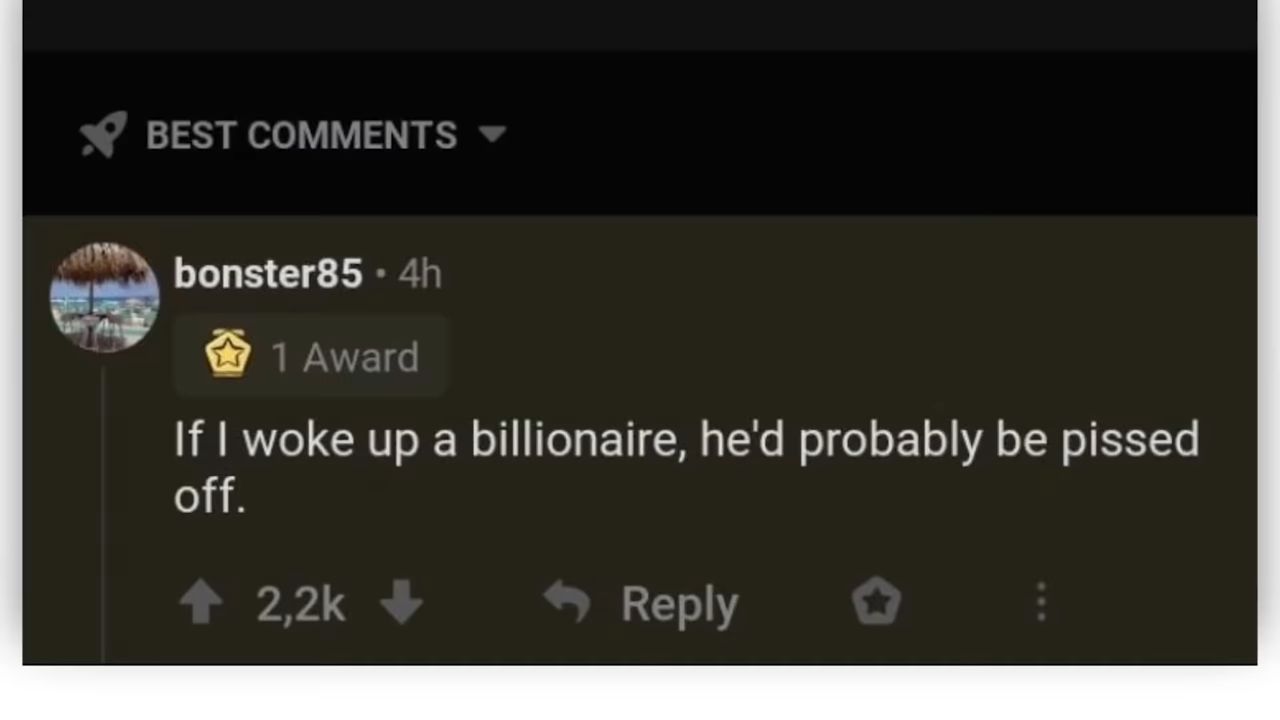 BEST COMMENTS
bonster85 • 4h
1 Award
If I woke up a billionaire, he'd probably be pissed
off.
2,2k Reply